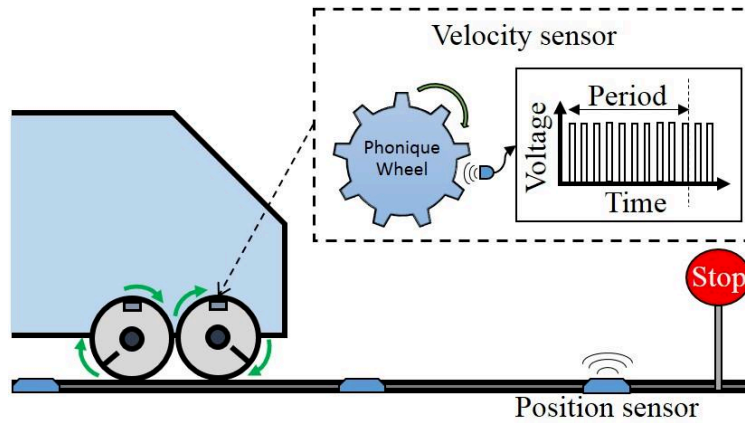 Velocity sensor
Phonique
Wheel
Voltage
Period
Time
Stop
Position sensor